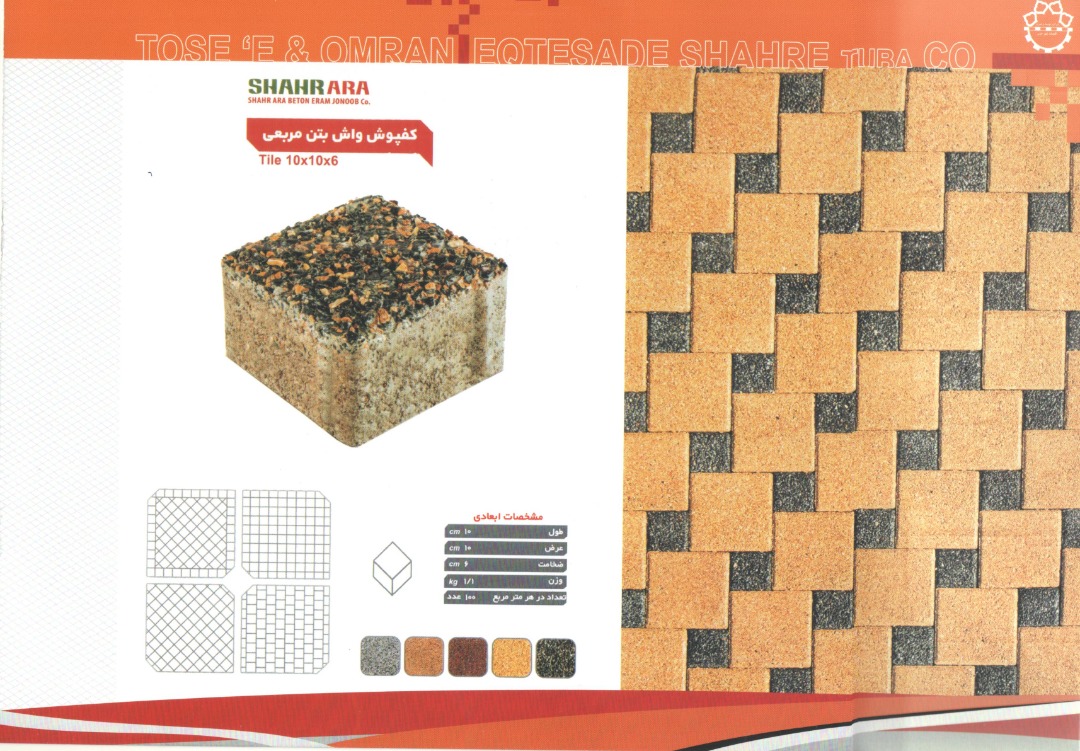 TOSE ‘E & OMRAN EQTESADE SHAHRE TUBA CO
SHAHR ARA
SHAHR ARA BETON ERAM JONOOB Co.
کفپوش واش بتن مربعی
Tile 10x10x6
مشخصات ابعادی
طول ۱۰ cm
عرض ۱۰ cm
ضخامت ۶ cm
وزن ۱/۱ kg
تعداد در هر متر مربع ۱۰۰ عدد